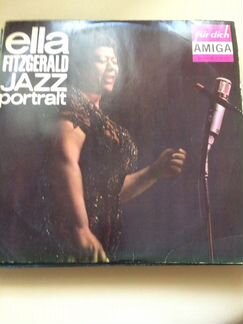 ella
FITZGERALD
JAZZ
portrait
für dich
AMIGA